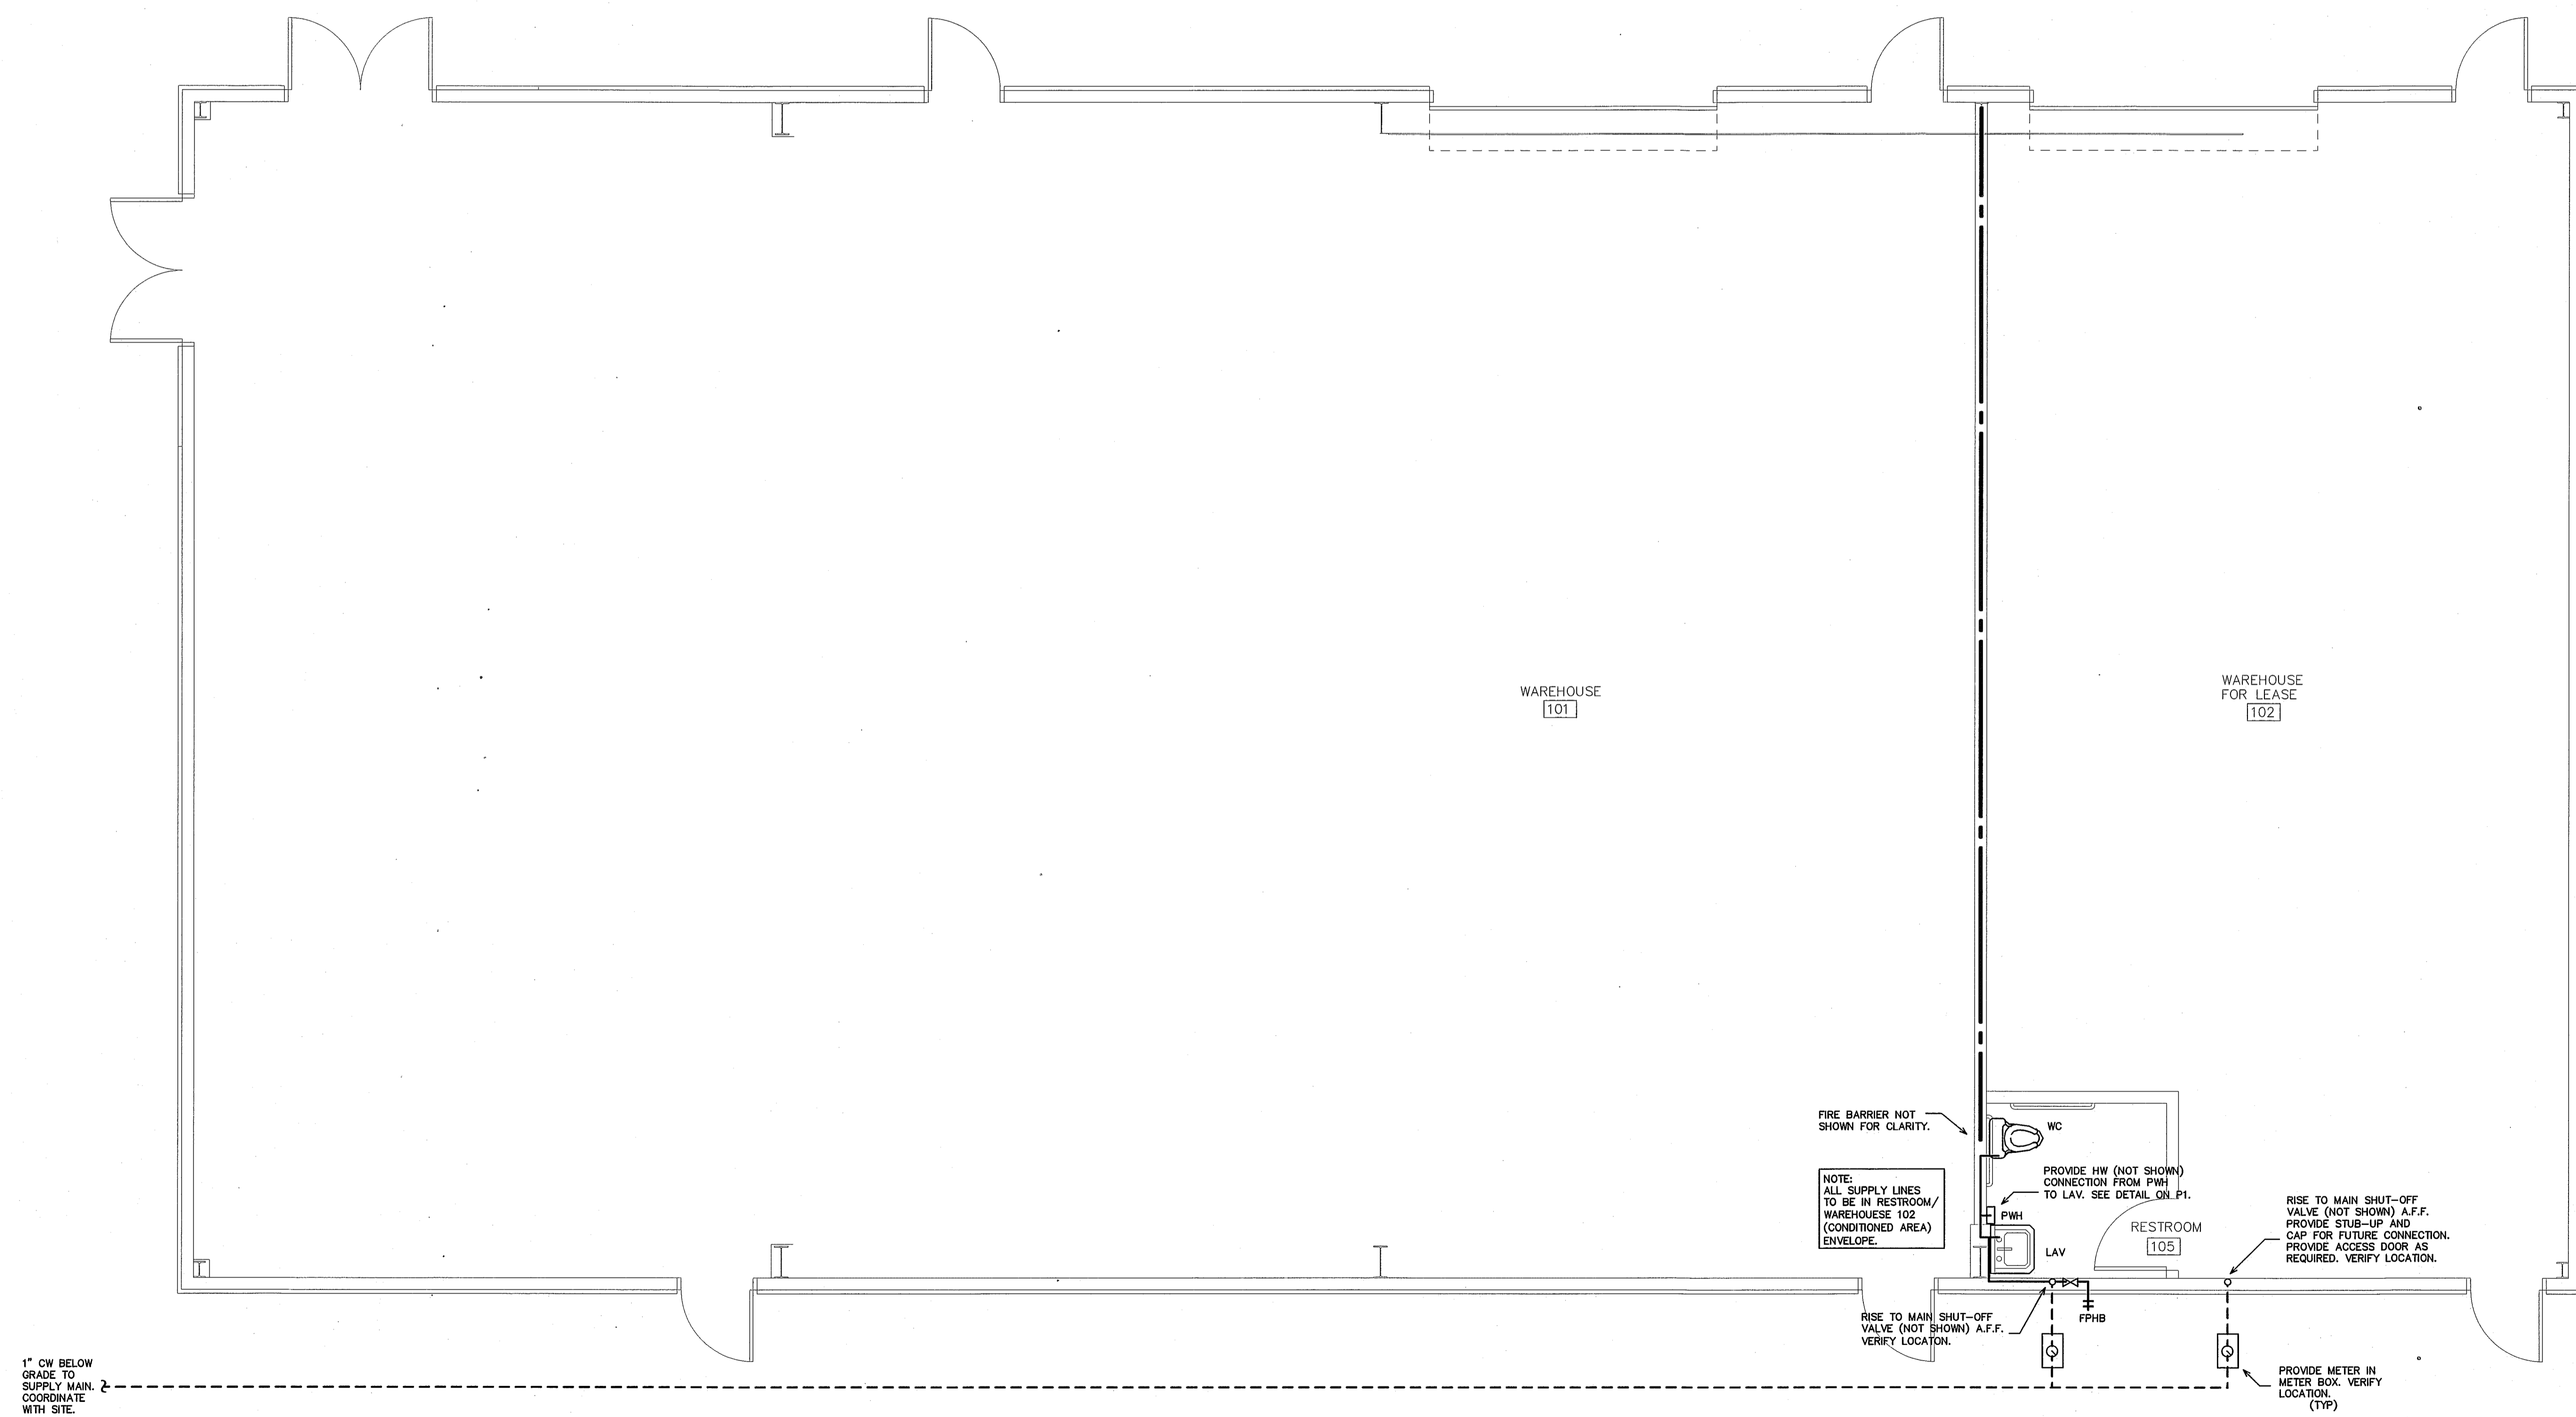 WAREHOUSE
101
WAREHOUSE
FOR LEASE
102
FIRE BARRIER NOT
SHOWN FOR CLARITY.
WC
NOTE:
ALL SUPPLY LINES
TO BE IN RESTROOM/
WAREHOUESE 102
(CONDITIONED AREA)
ENVELOPE.
PROVIDE HW (NOT SHOWN)
CONNECTION FROM PWH
TO LAV. SEE DETAIL ON P1.
PWH
RESTROOM
105
LAV
RISE TO MAIN SHUT-OFF
VALVE (NOT SHOWN) A.F.F.
PROVIDE STUB-UP AND
CAP FOR FUTURE CONNECTION.
PROVIDE ACCESS DOOR AS
REQUIRED. VERIFY LOCATION.
RISE TO MAIN SHUT-OFF
VALVE (NOT SHOWN) A.F.F.
VERIFY LOCATON.
FPHB
1" CW BELOW
GRADE TO
SUPPLY MAIN.
COORDINATE
WITH SITE.
PROVIDE METER IN
METER BOX. VERIFY
LOCATION.
(TYP)